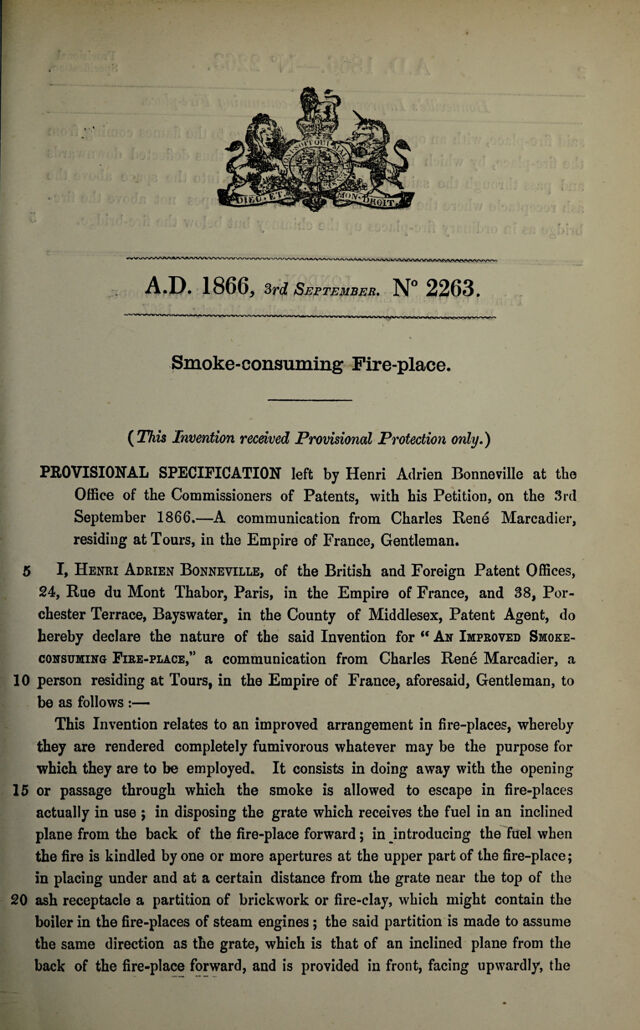 HONI SOIT QUI MAL
DIEU ET MON DROIT
A.D. 1866, 3rd SEPTEMBER. N° 2263.
Smoke-consuming Fire-place.
(This Invention received Provisional Protection only.)
PROVISIONAL SPECIFICATION left by Henri Adrien Bonneville at the
Office of the Commissioners of Patents, with his Petition, on the 3rd
September 1866.—A communication from Charles René Marcadier,
residing at Tours, in the Empire of France, Gentleman.
5 I, HENRI ADRIEN BONNEVILLE, of the British and Foreign Patent Offices,
24, Rue du Mont Thabor, Paris, in the Empire of France, and 38, Por-
chester Terrace, Bayswater, in the County of Middlesex, Patent Agent, do
hereby declare the nature of the said Invention for “ AN IMPROVED SMOKE-
CONSUMING FIRE-PLACE,” a communication from Charles René Marcadier, a
10 person residing at Tours, in the Empire of France, aforesaid, Gentleman, to
be as follows :—
This Invention relates to an improved arrangement in fire-places, whereby
they are rendered completely fumivorous whatever may be the purpose for
which they are to be employed. It consists in doing away with the opening
15 or passage through which the smoke is allowed to escape in fire-places
actually in use ; in disposing the grate which receives the fuel in an inclined
plane from the back of the fire-place forward ; in introducing the fuel when
the fire is kindled by one or more apertures at the upper part of the fire-place;
in placing under and at a certain distance from the grate near the top of the
20 ash receptacle a partition of brickwork or fire-clay, which might contain the
boiler in the fire-places of steam engines ; the said partition is made to assume
the same direction as the grate, which is that of an inclined plane from the
back of the fire-place forward, and is provided in front, facing upwardly, the